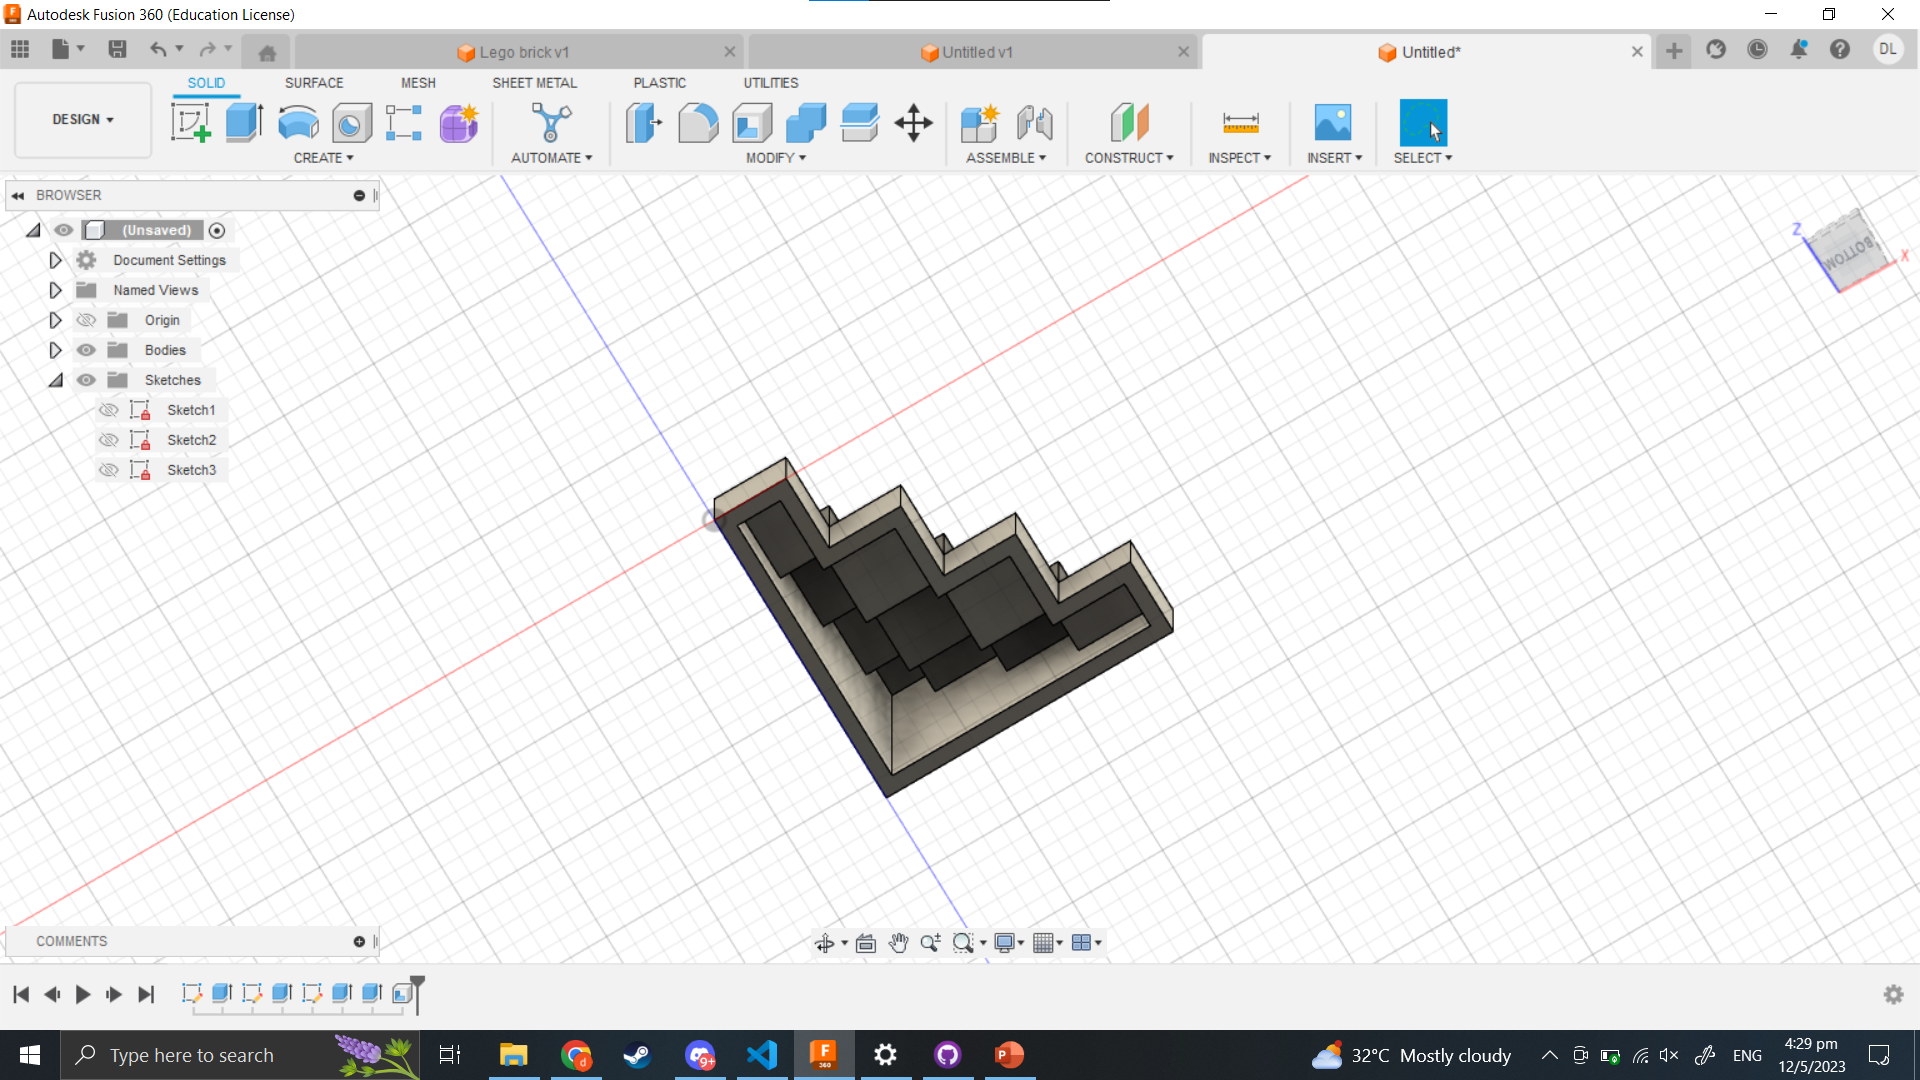 Autodesk Fusion 360 (Education License)
Lego brick v1
Untitled v1
Untitled*
DL
SOLID
SURFACE
MESH
SHEET METAL
PLASTIC
UTILITIES
DESIGN
CREATE
AUTOMATE
MODIFY
ASSEMBLE
CONSTRUCT
INSPECT
INSERT
SELECT
BROWSER
(Unsaved)
Document Settings
Named Views
Origin
Bodies
Sketches
Sketch1
Sketch2
Sketch3
Z
BOTTOM
X
COMMENTS
Type here to search
9+
F
360
P
32°C Mostly cloudy
ENG
4:29 pm
12/5/2023